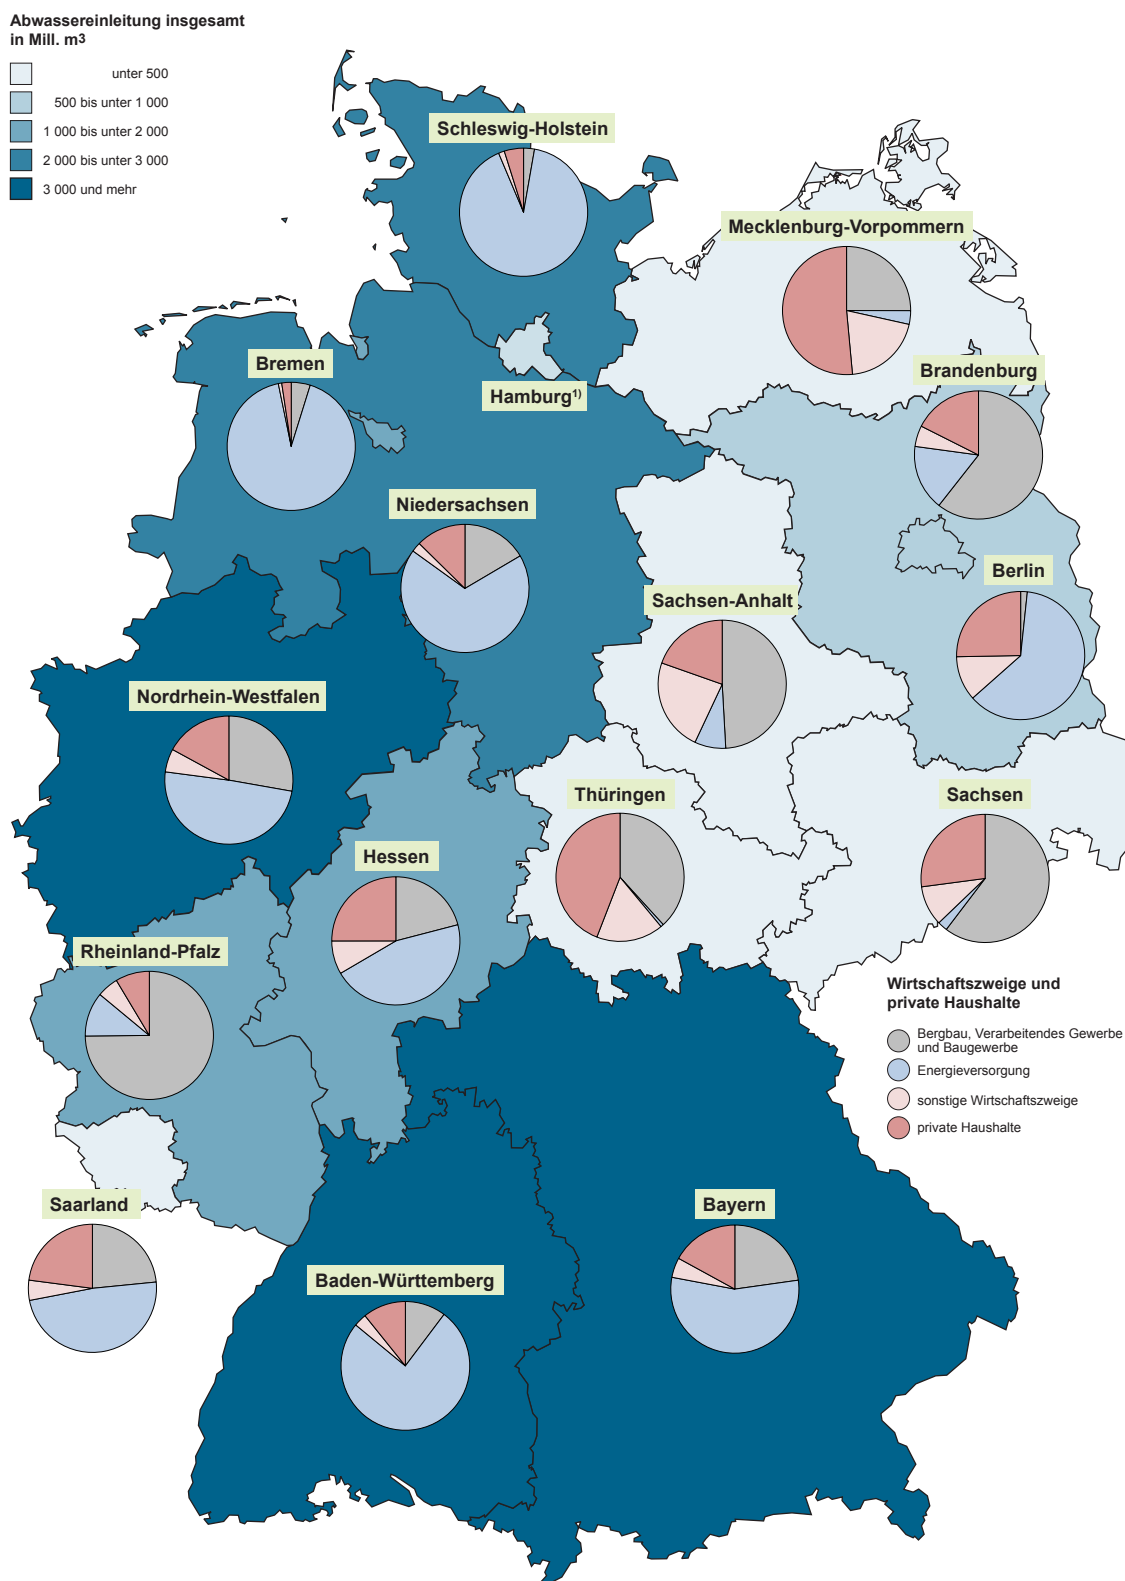 Abwassereinleitung insgesamt
in Mill. m³
unter 500
500 bis unter 1 000
1 000 bis unter 2 000
2 000 bis unter 3 000
3 000 und mehr
Schleswig-Holstein
Mecklenburg-Vorpommern
Bremen
Hamburg¹⁾
Brandenburg
Niedersachsen
Berlin
Sachsen-Anhalt
Nordrhein-Westfalen
Thüringen
Sachsen
Hessen
Rheinland-Pfalz
Wirtschaftszweige und
private Haushalte
Bergbau, Verarbeitendes Gewerbe
und Baugewerbe
Energieversorgung
sonstige Wirtschaftszweige
private Haushalte
Saarland
Bayern
Baden-Württemberg